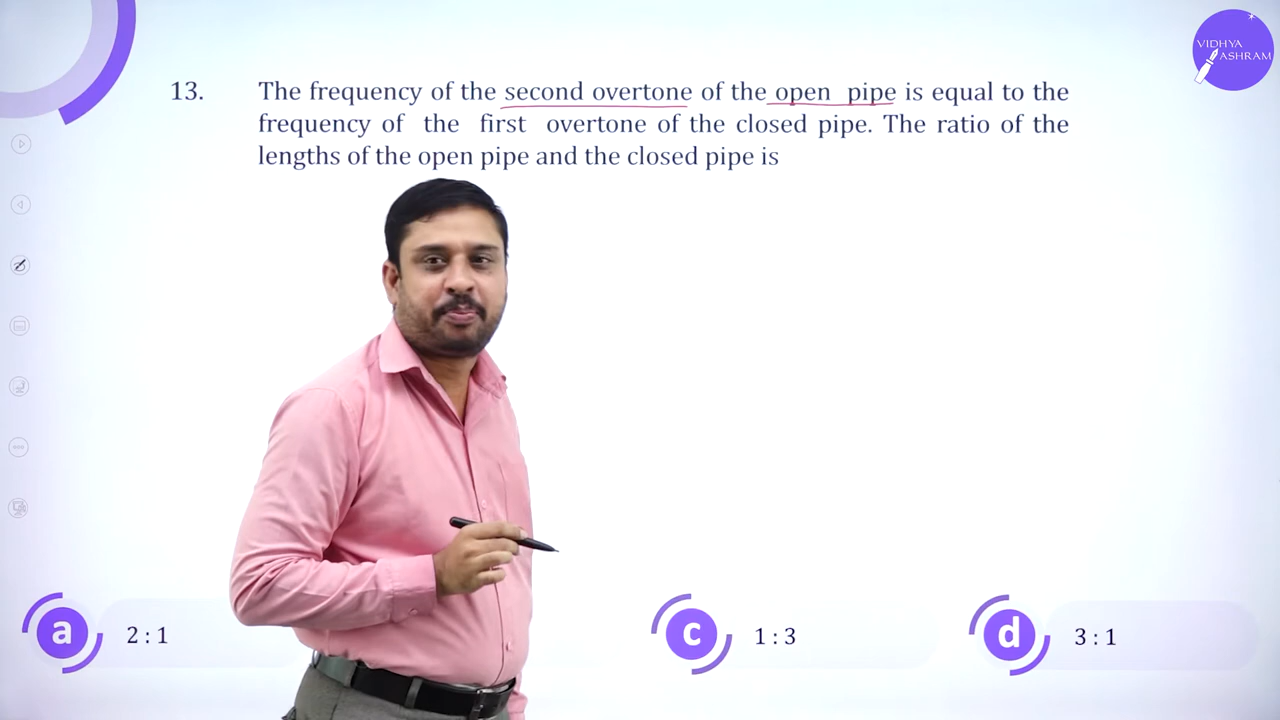 VIDHYA
ASHRAM
13. The frequency of the second overtone of the open pipe is equal to the
frequency of the first overtone of the closed pipe. The ratio of the
lengths of the open pipe and the closed pipe is
a 2 : 1
c 1 : 3
d 3 : 1